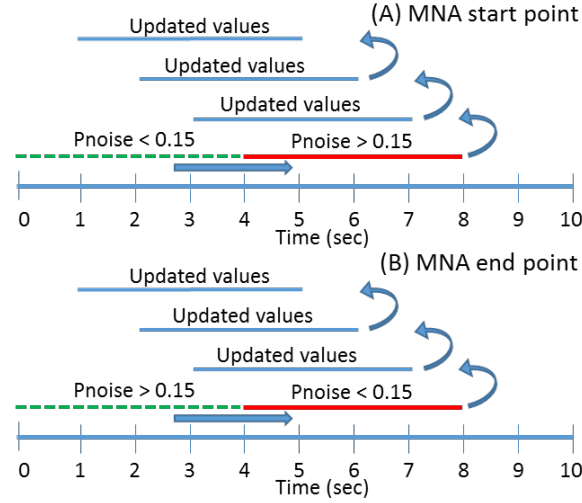 (A) MNA start point
Updated values
Updated values
Updated values
Pnoise < 0.15 Pnoise > 0.15
0 1 2 3 4 5 6 7 8 9 10
Time (sec)
(B) MNA end point
Updated values
Updated values
Updated values
Pnoise > 0.15 Pnoise < 0.15
0 1 2 3 4 5 6 7 8 9 10
Time (sec)